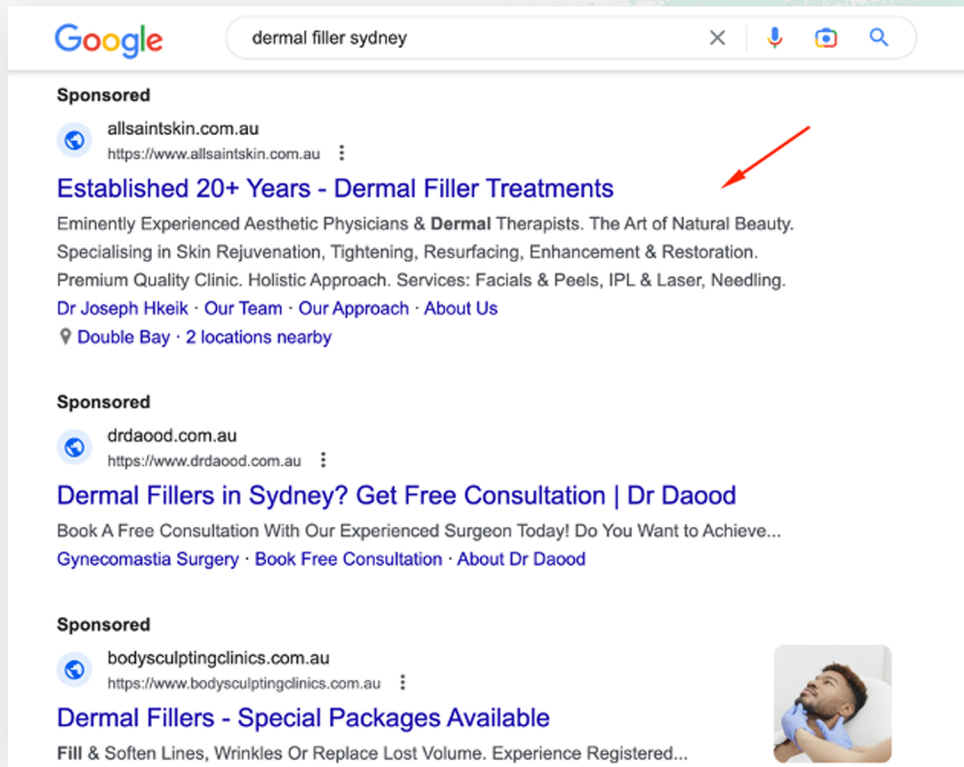 Google
dermal filler sydney
Sponsored
allsaintskin.com.au
https://www.allsaintskin.com.au
Established 20+ Years - Dermal Filler Treatments
Eminently Experienced Aesthetic Physicians & Dermal Therapists. The Art of Natural Beauty.
Specialising in Skin Rejuvenation, Tightening, Resurfacing, Enhancement & Restoration.
Premium Quality Clinic. Holistic Approach. Services: Facials & Peels, IPL & Laser, Needling.
Dr Joseph Hkeik · Our Team · Our Approach · About Us
Double Bay · 2 locations nearby
Sponsored
drdaood.com.au
https://www.drdaood.com.au
Dermal Fillers in Sydney? Get Free Consultation | Dr Daood
Book A Free Consultation With Our Experienced Surgeon Today! Do You Want to Achieve...
Gynecomastia Surgery · Book Free Consultation · About Dr Daood
Sponsored
bodysculptingclinics.com.au
https://www.bodysculptingclinics.com.au
Dermal Fillers - Special Packages Available
Fill & Soften Lines, Wrinkles Or Replace Lost Volume. Experience Registered...